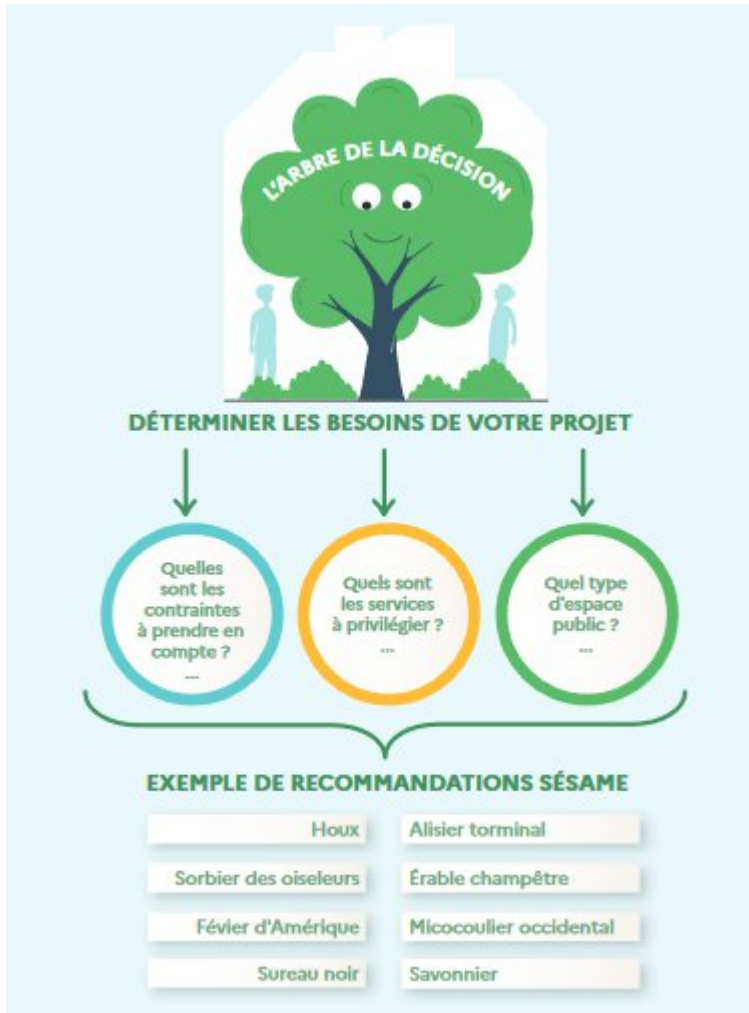 L'ARBRE DE LA DÉCISION
DÉTERMINER LES BESOINS DE VOTRE PROJET
Quelles
sont les
contraintes
à prendre en
compte ?
...
Quels sont
les services
à privilégier ?
...
Quel type
d'espace
public ?
...
EXEMPLE DE RECOMMANDATIONS SÉSAME
Houx
Alisier torminal
Sorbier des oiseleurs
Érable champêtre
Févier d'Amérique
Micocoulier occidental
Sureau noir
Savonnier